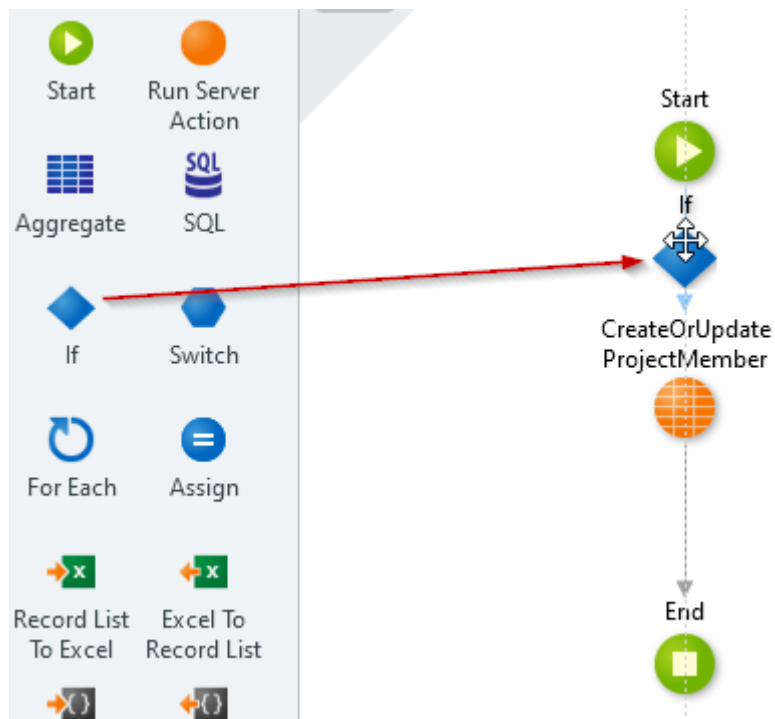 Start
Run Server
Action
Aggregate
SQL
SQL
If
Switch
For Each
Assign
x
x
Record List
To Excel
Excel To
Record List
{}
{}
Start
If
CreateOrUpdate
ProjectMember
End